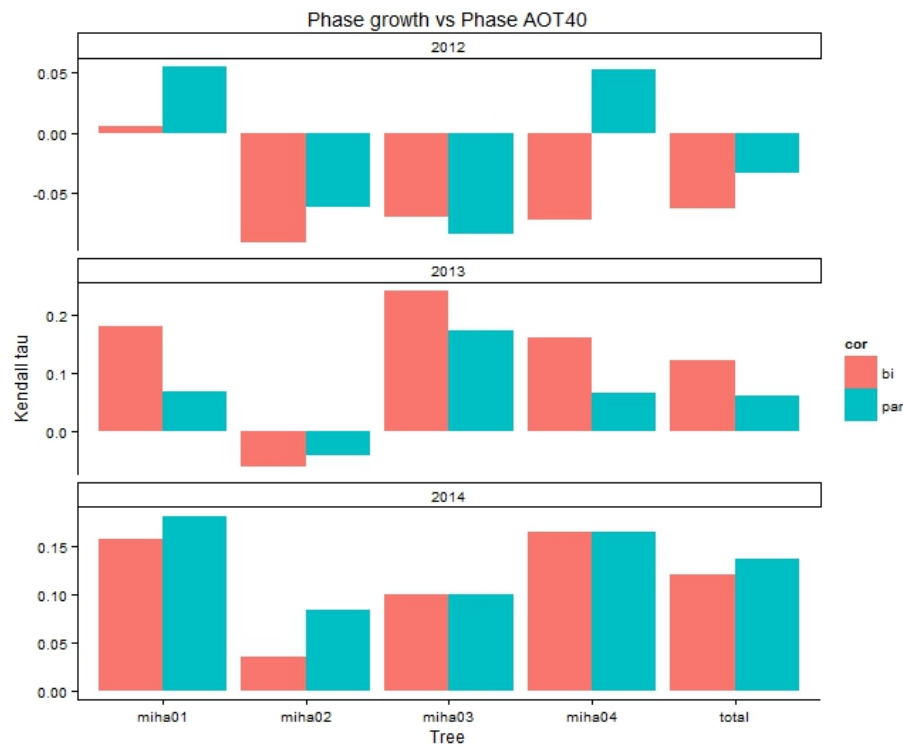 Phase growth vs Phase AOT40
2012
0.05
0.00
-0.05
2013
0.2
0.1
0.0
2014
0.15
0.10
0.05
0.00
Kendall tau
miha01 miha02 miha03 miha04 total
Tree
cor
bi
par